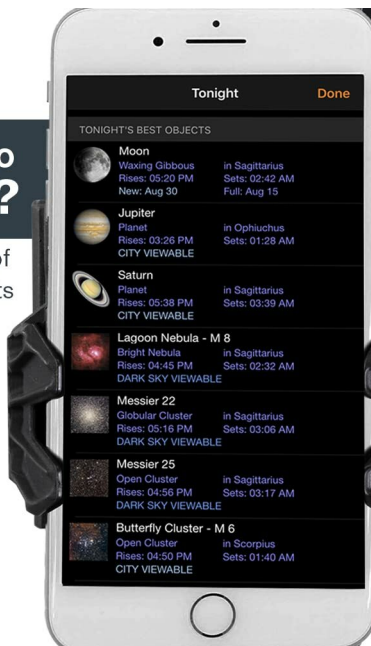 o
?
of
ts
Tonight Done
TONIGHT'S BEST OBJECTS
Moon
Waxing Gibbous in Sagittarius
Rises: 05:20 PM Sets: 02:42 AM
New: Aug 30 Full: Aug 15
Jupiter
Planet in Ophiuchus
Rises: 03:26 PM Sets: 01:28 AM
CITY VIEWABLE
Saturn
Planet in Sagittarius
Rises: 05:38 PM Sets: 03:39 AM
CITY VIEWABLE
Lagoon Nebula - M 8
Bright Nebula in Sagittarius
Rises: 04:45 PM Sets: 02:32 AM
DARK SKY VIEWABLE
Messier 22
Globular Cluster in Sagittarius
Rises: 05:16 PM Sets: 03:06 AM
DARK SKY VIEWABLE
Messier 25
Open Cluster in Sagittarius
Rises: 04:56 PM Sets: 03:17 AM
DARK SKY VIEWABLE
Butterfly Cluster - M 6
Open Cluster in Scorpius
Rises: 04:50 PM Sets: 01:40 AM
CITY VIEWABLE